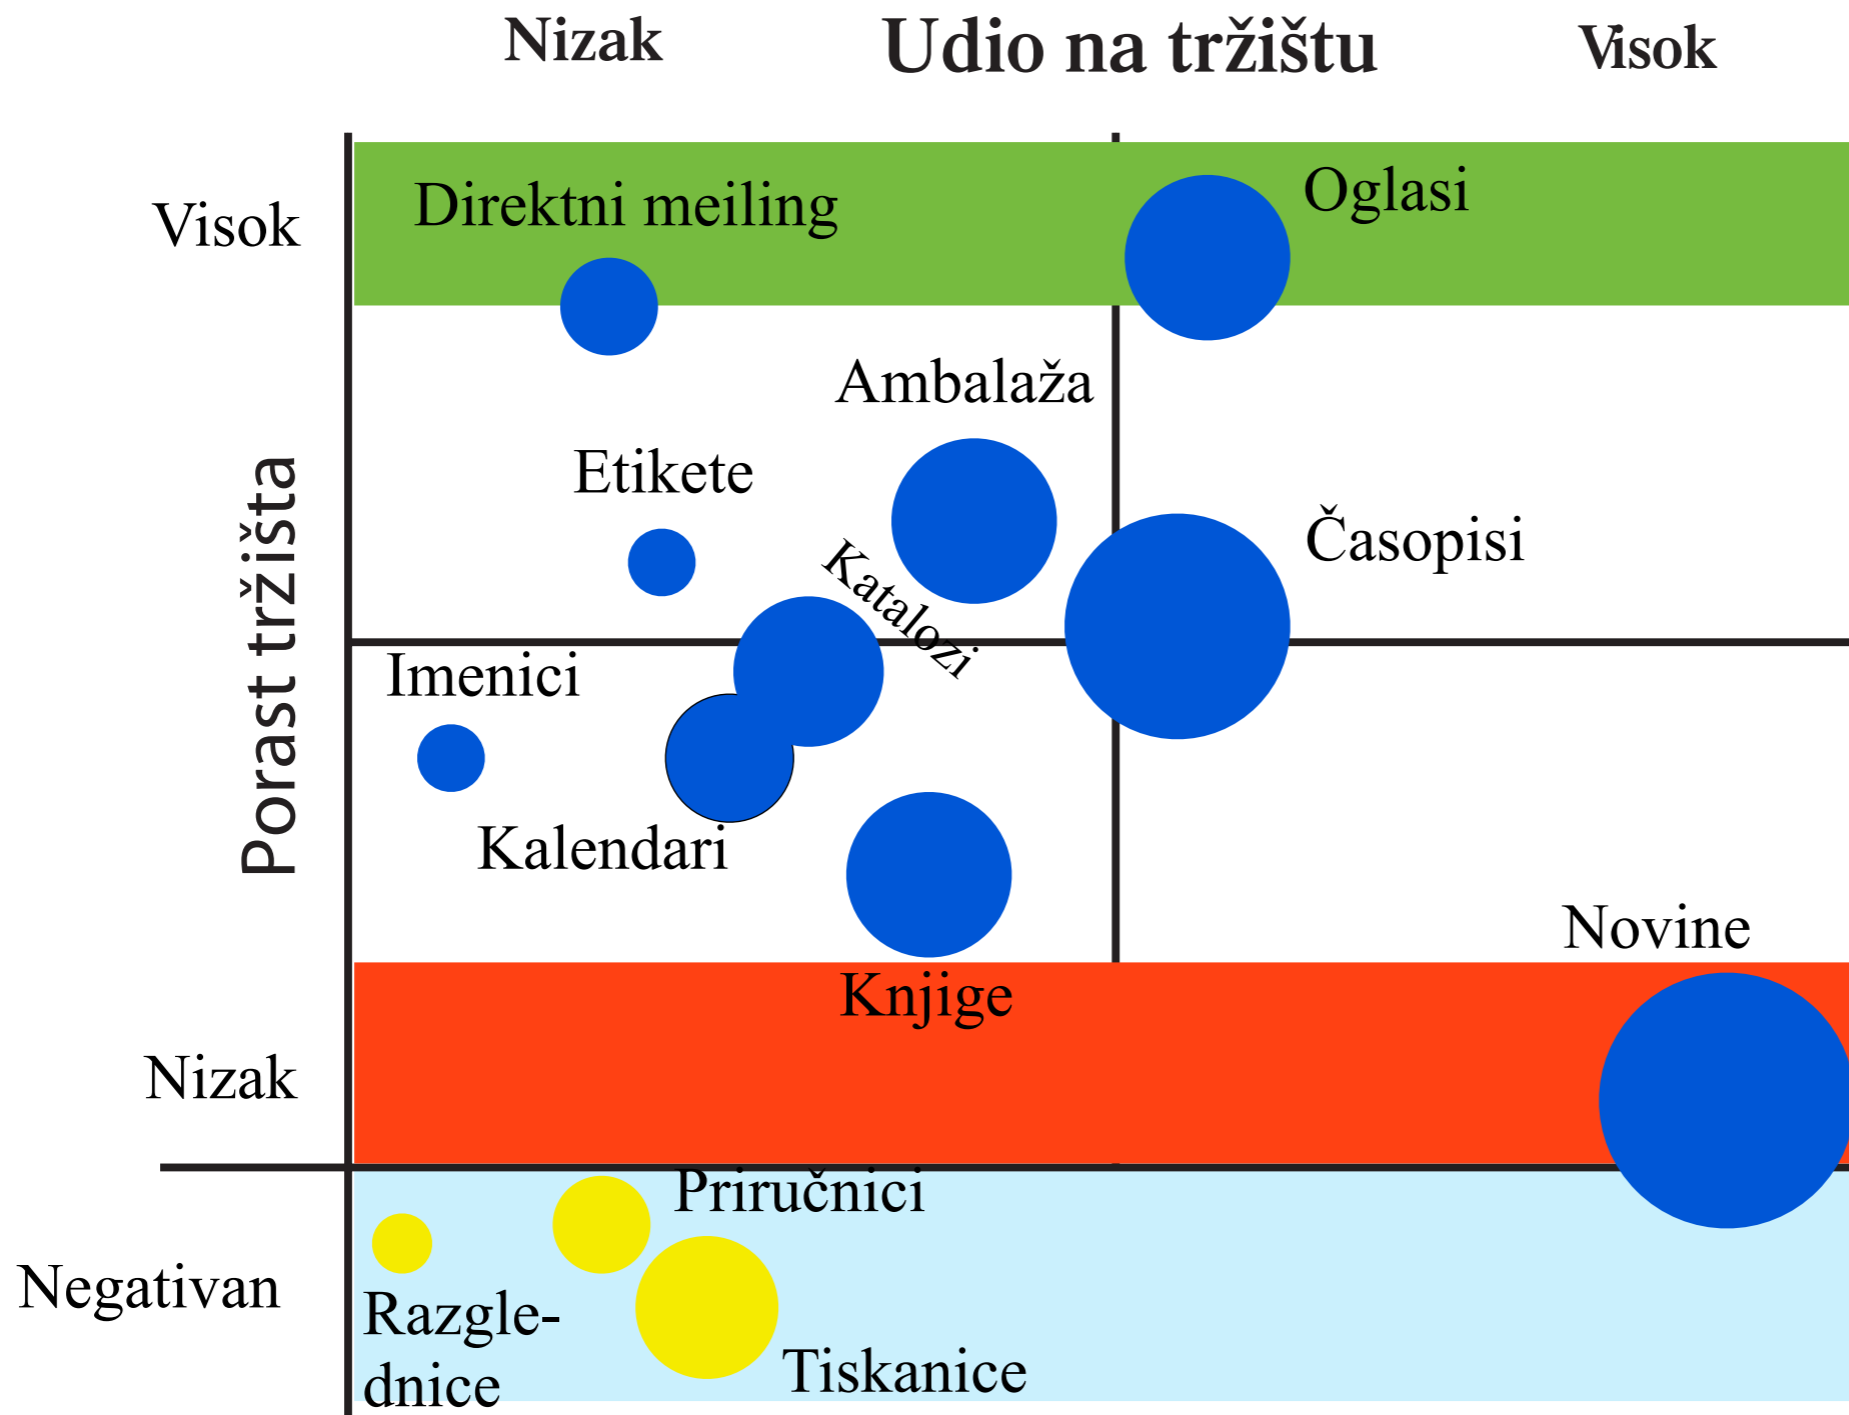 Nizak
Udio na tržištu
Visok
Visok
Direktni meiling
Oglasi
Ambalaža
Etikete
Katalozi
Časopisi
Porast tržišta
Imenici
Kalendari
Novine
Knjige
Nizak
Priručnici
Negativan
Razgle-
dnice
Tiskanice